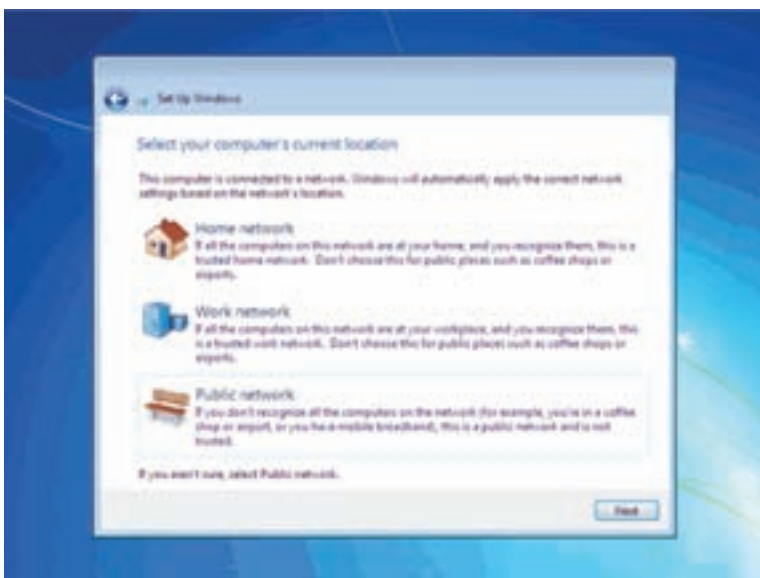 Set Up Windows
Select your computer's current location
This computer is connected to a network. Windows will automatically apply the correct network
settings based on the network's location.
Home network
If all the computers on this network are at your home, and you recognize them, this is a
trusted home network. Don't choose this for public places such as coffee shops or
airports.
Work network
If all the computers on this network are at your workplace, and you recognize them, this
is a trusted work network. Don't choose this for public places such as coffee shops or
airports.
Public network
If you don't recognize all the computers on the network (for example, you're in a coffee
shop or airport, or you have mobile broadband), this is a public network and is not
trusted.
If you aren't sure, select Public network.
Next